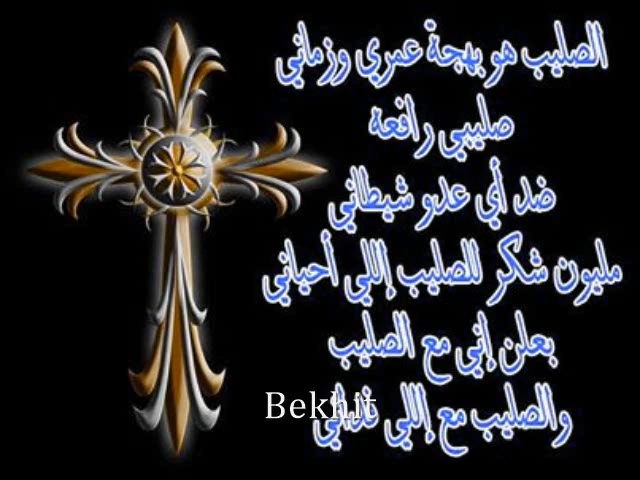 الصليب هو بهجة عمري وزماني
صليبي رافعة
ضد أي عدو شيطاني
مليون شكر للصليب إللي أحياني
بعلن إني مع الصليب
والصليب مع إللي فداني
Bekhit